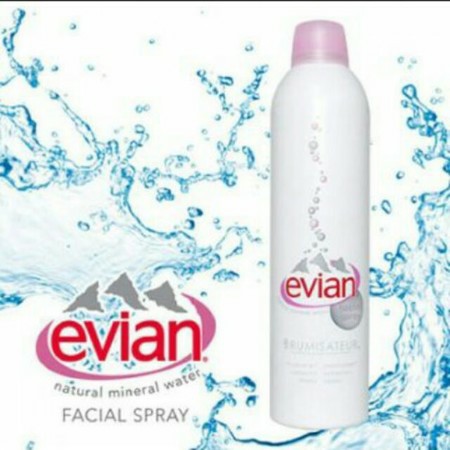 evian®
natural mineral water
FACIAL SPRAY
evian
BRUMISATEUR